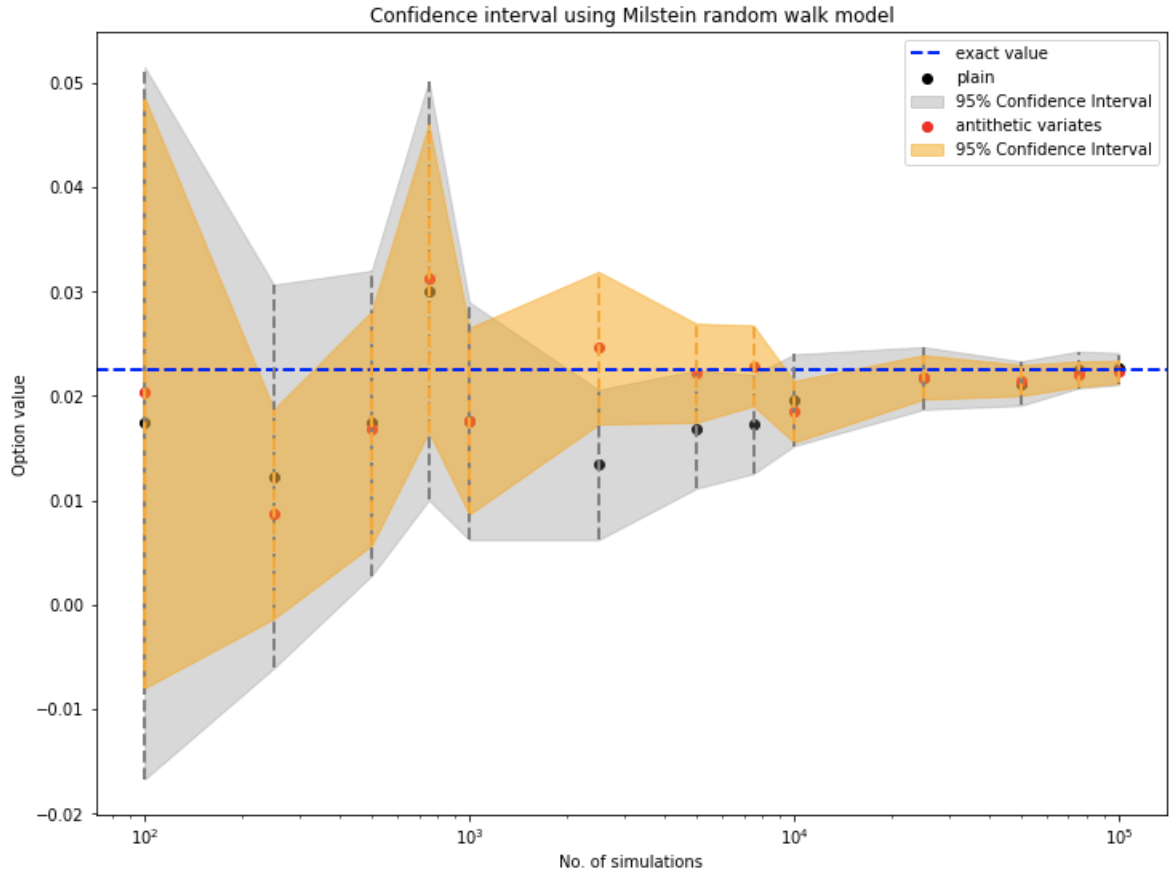 Confidence interval using Milstein random walk model
exact value
plain
95% Confidence Interval
antithetic variates
95% Confidence Interval
0.05
0.04
0.03
0.02
0.01
0.00
−0.01
−0.02
Option value
10²
10³
10⁴
10⁵
No. of simulations